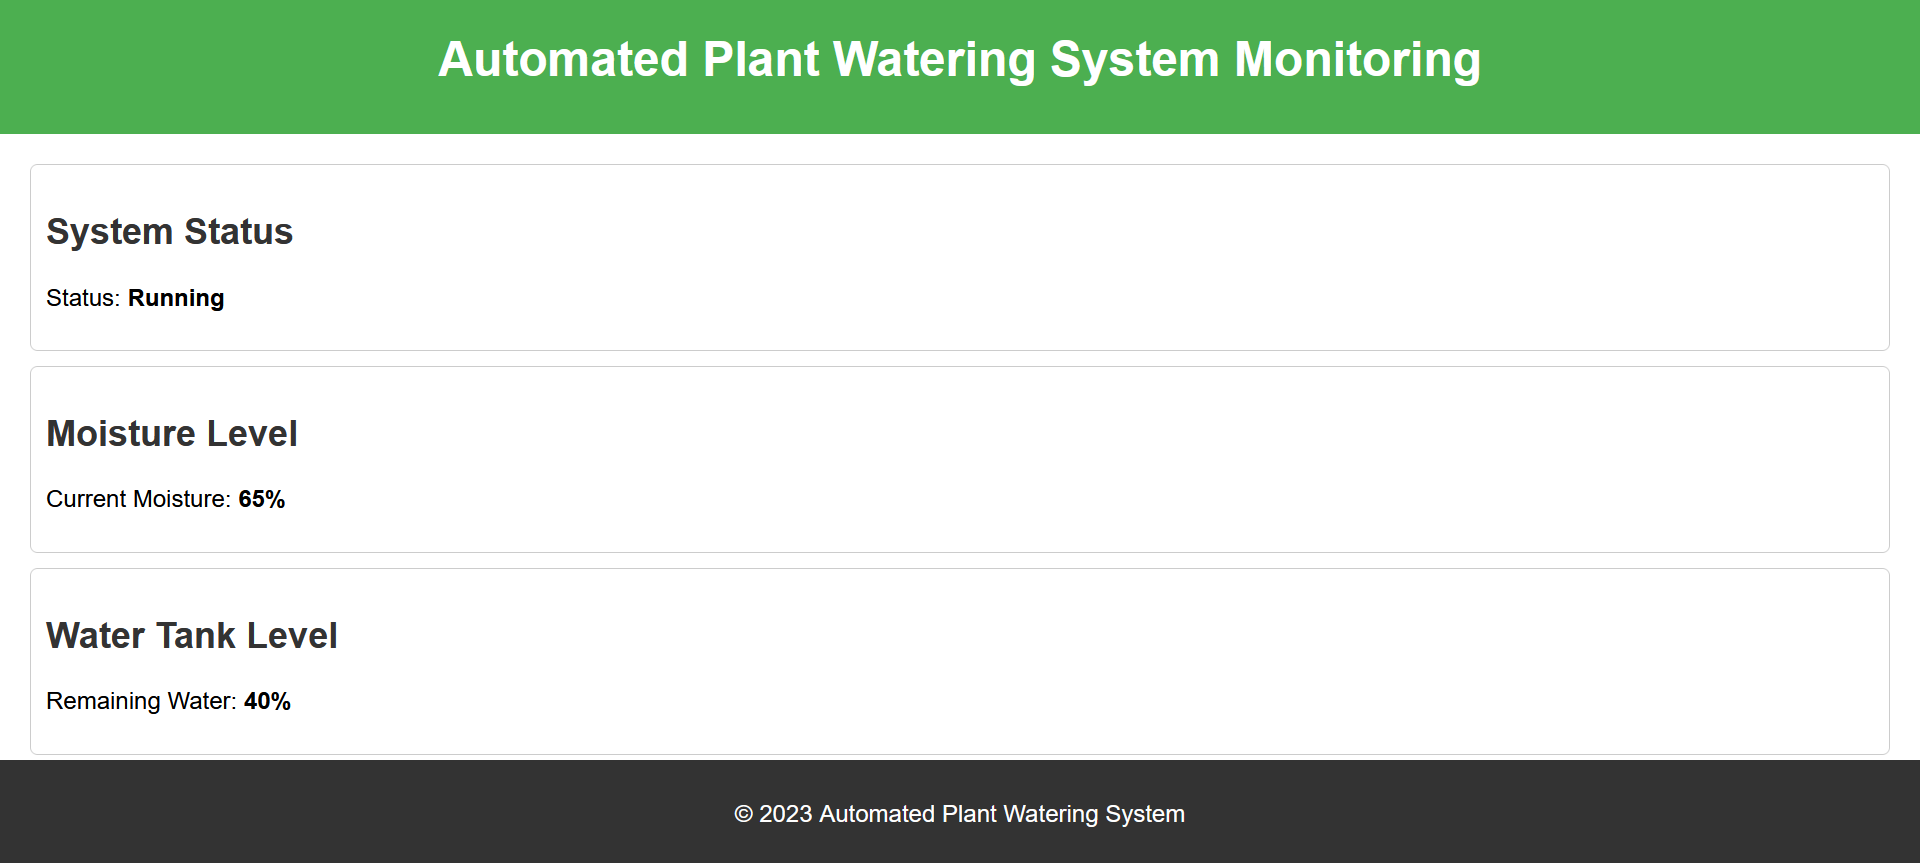 Automated Plant Watering System Monitoring
System Status
Status: Running
Moisture Level
Current Moisture: 65%
Water Tank Level
Remaining Water: 40%
© 2023 Automated Plant Watering System